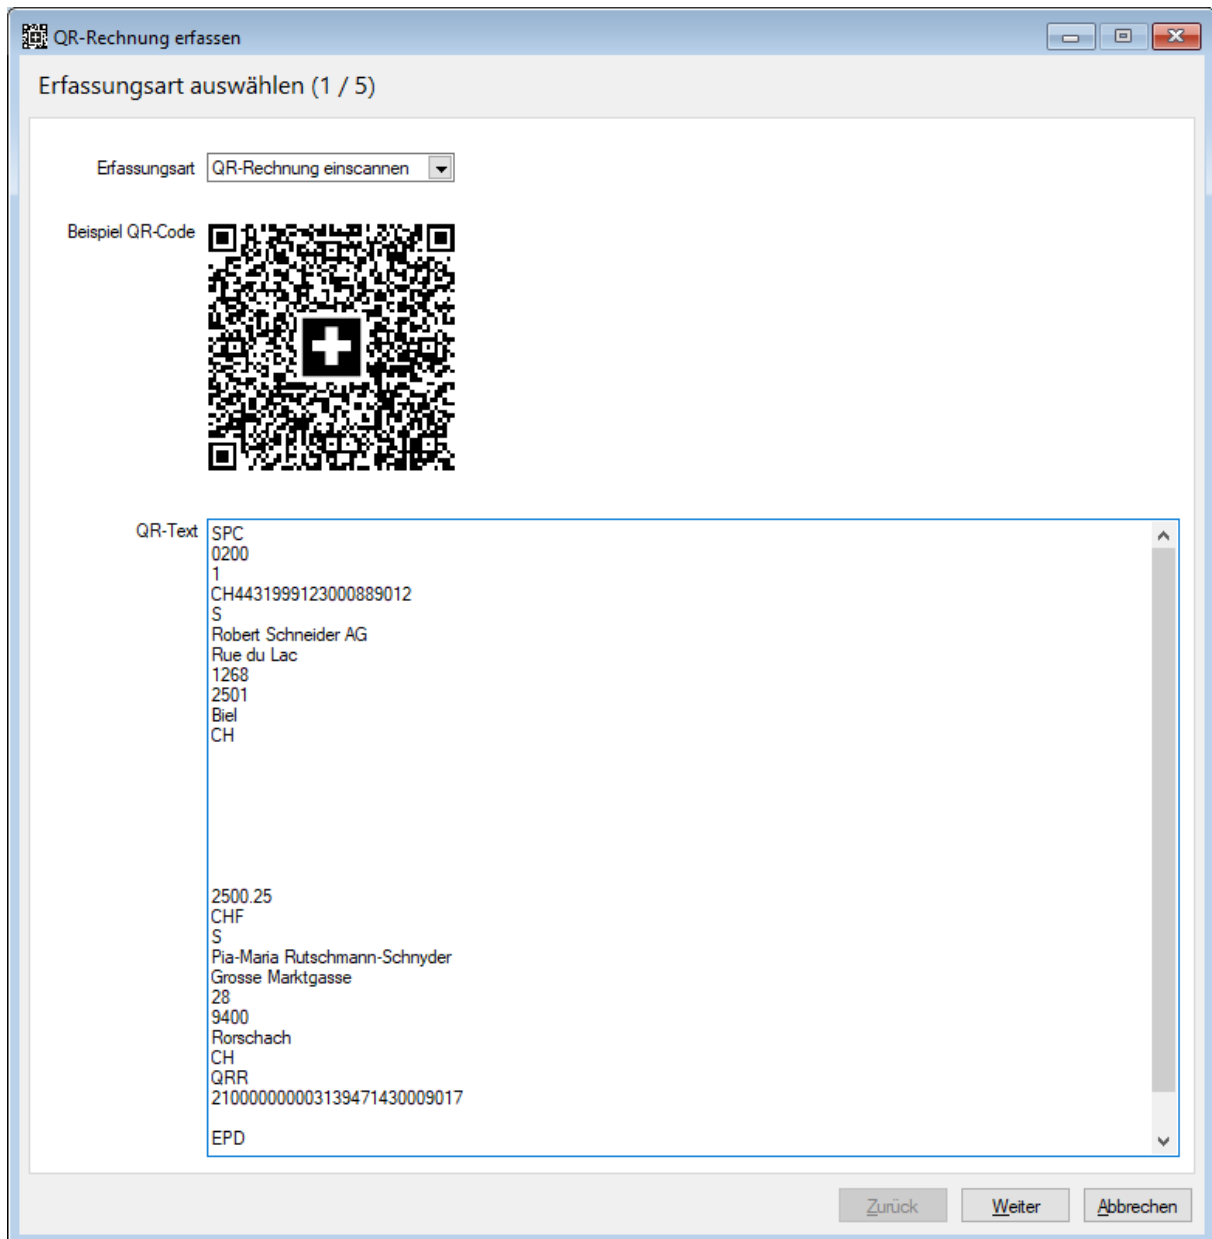 QR-Rechnung erfassen
Erfassungsart auswählen (1 / 5)
Erfassungsart QR-Rechnung einscannen
Beispiel QR-Code
QR-Text
SPC
0200
1
CH4431999123000889012
S
Robert Schneider AG
Rue du Lac
1268
2501
Biel
CH
2500.25
CHF
S
Pia-Maria Rutschmann-Schnyder
Grosse Marktgasse
28
9400
Rorschach
CH
QRR
210000000003139471430009017
EPD
Zurück Weiter Abbrechen